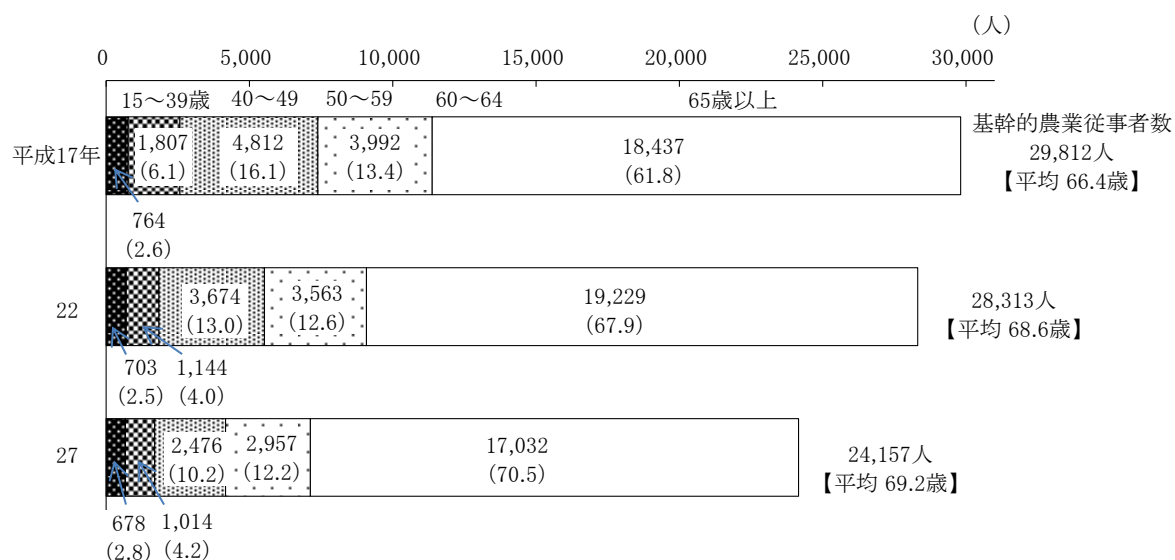 （人）
0 5,000 10,000 15,000 20,000 25,000 30,000
15～39歳 40～49 50～59 60～64 65歳以上
平成17年 1,807 4,812 3,992 18,437 基幹的農業従事者数
(6.1) (16.1) (13.4) (61.8) 29,812人
【平均 66.4歳】
764
(2.6)
22 3,674 3,563 19,229 28,313人
(13.0) (12.6) (67.9) 【平均 68.6歳】
703 1,144
(2.5) (4.0)
27 2,476 2,957 17,032 24,157人
(10.2) (12.2) (70.5) 【平均 69.2歳】
678 1,014
(2.8) (4.2)